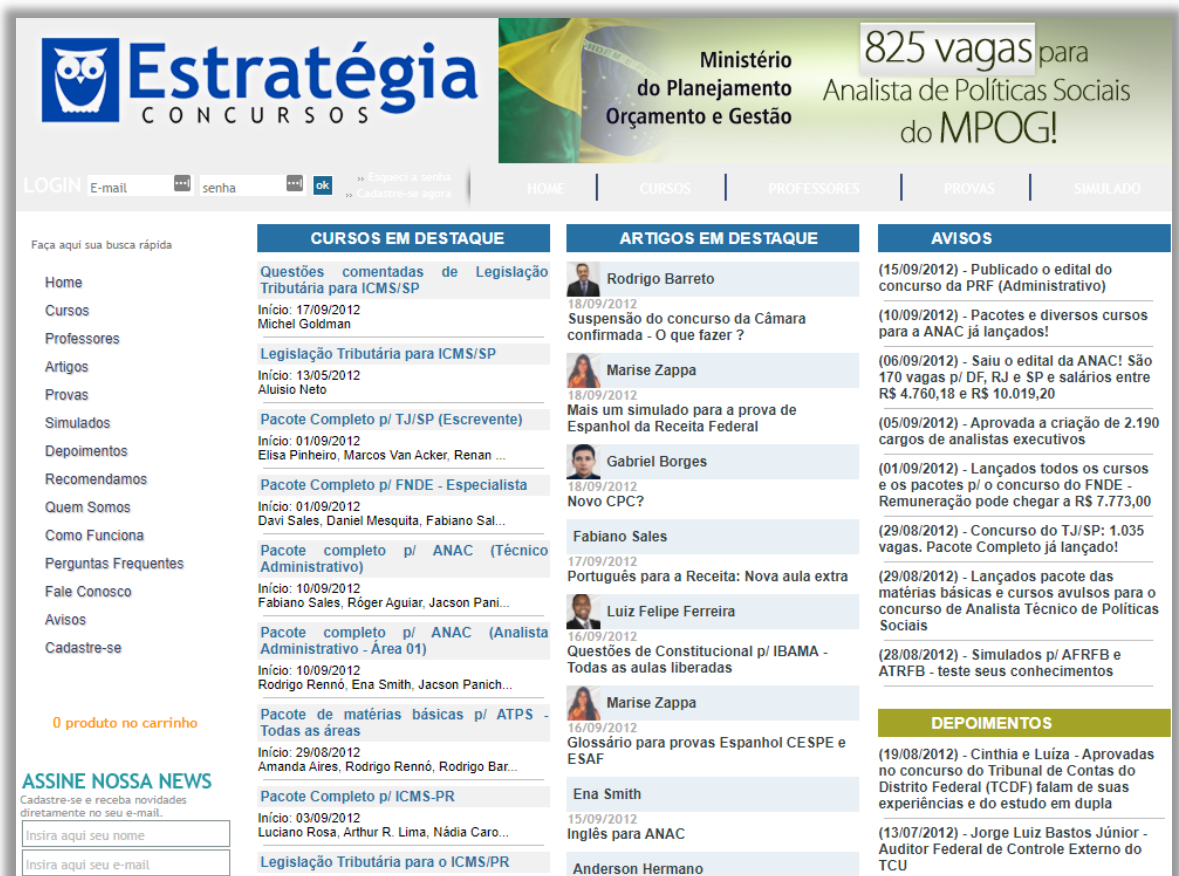 Estratégia
CONCURSOS
Ministério
do Planejamento
Orçamento e Gestão
825 vagas para
Analista de Políticas Sociais
do MPOG!
LOGIN E-mail senha ok
›› Esqueci a senha
›› Cadastre-se agora
HOME CURSOS PROFESSORES PROVAS SIMULADO
Faça aqui sua busca rápida
Home
Cursos
Professores
Artigos
Provas
Simulados
Depoimentos
Recomendamos
Quem Somos
Como Funciona
Perguntas Frequentes
Fale Conosco
Avisos
Cadastre-se
0 produto no carrinho
ASSINE NOSSA NEWS
Cadastre-se e receba novidades
diretamente no seu e-mail.
Insira aqui seu nome
Insira aqui seu e-mail
CURSOS EM DESTAQUE
Questões comentadas de Legislação
Tributária para ICMS/SP
Início: 17/09/2012
Michel Goldman
Legislação Tributária para ICMS/SP
Início: 13/05/2012
Aluisio Neto
Pacote Completo p/ TJ/SP (Escrevente)
Início: 01/09/2012
Elisa Pinheiro, Marcos Van Acker, Renan ...
Pacote Completo p/ FNDE - Especialista
Início: 01/09/2012
Davi Sales, Daniel Mesquita, Fabiano Sal...
Pacote completo p/ ANAC (Técnico
Administrativo)
Início: 10/09/2012
Fabiano Sales, Róger Aguiar, Jacson Pani...
Pacote completo p/ ANAC (Analista
Administrativo - Área 01)
Início: 10/09/2012
Rodrigo Rennó, Ena Smith, Jacson Panich...
Pacote de matérias básicas p/ ATPS -
Todas as áreas
Início: 29/08/2012
Amanda Aires, Rodrigo Rennó, Rodrigo Bar...
Pacote Completo p/ ICMS-PR
Início: 03/09/2012
Luciano Rosa, Arthur R. Lima, Nádia Caro...
Legislação Tributária para o ICMS/PR
ARTIGOS EM DESTAQUE
Rodrigo Barreto
18/09/2012
Suspensão do concurso da Câmara
confirmada - O que fazer ?
Marise Zappa
18/09/2012
Mais um simulado para a prova de
Espanhol da Receita Federal
Gabriel Borges
18/09/2012
Novo CPC?
Fabiano Sales
17/09/2012
Português para a Receita: Nova aula extra
Luiz Felipe Ferreira
16/09/2012
Questões de Constitucional p/ IBAMA -
Todas as aulas liberadas
Marise Zappa
16/09/2012
Glossário para provas Espanhol CESPE e
ESAF
Ena Smith
15/09/2012
Inglês para ANAC
Anderson Hermano
AVISOS
(15/09/2012) - Publicado o edital do
concurso da PRF (Administrativo)
(10/09/2012) - Pacotes e diversos cursos
para a ANAC já lançados!
(06/09/2012) - Saiu o edital da ANAC! São
170 vagas p/ DF, RJ e SP e salários entre
R$ 4.760,18 e R$ 10.019,20
(05/09/2012) - Aprovada a criação de 2.190
cargos de analistas executivos
(01/09/2012) - Lançados todos os cursos
e os pacotes p/ o concurso do FNDE -
Remuneração pode chegar a R$ 7.773,00
(29/08/2012) - Concurso do TJ/SP: 1.035
vagas. Pacote Completo já lançado!
(29/08/2012) - Lançados pacote das
matérias básicas e cursos avulsos para o
concurso de Analista Técnico de Políticas
Sociais
(28/08/2012) - Simulados p/ AFRFB e
ATRFB - teste seus conhecimentos
DEPOIMENTOS
(19/08/2012) - Cinthia e Luíza - Aprovadas
no concurso do Tribunal de Contas do
Distrito Federal (TCDF) falam de suas
experiências e do estudo em dupla
(13/07/2012) - Jorge Luiz Bastos Júnior -
Auditor Federal de Controle Externo do
TCU